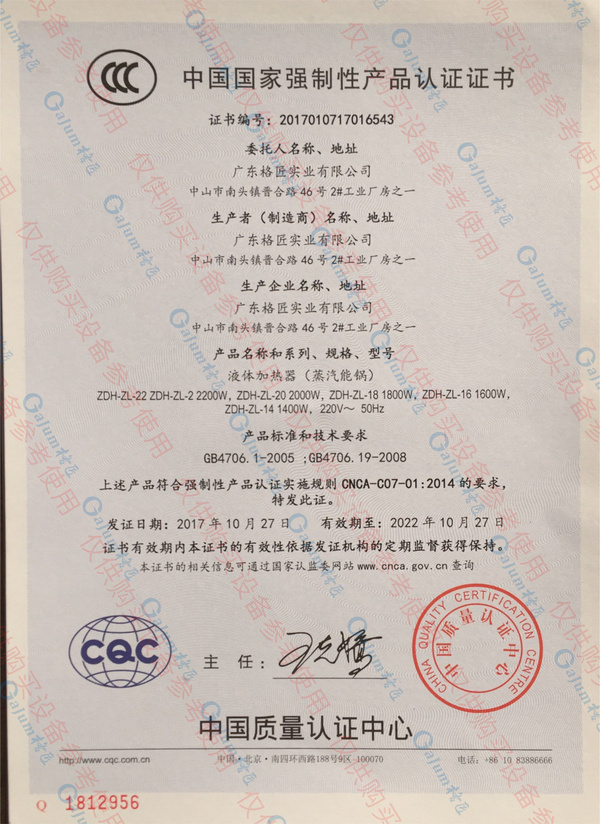 CCC
中国国家强制性产品认证证书
证书编号：2017010717016543
委托人名称、地址
广东格匠实业有限公司
中山市南头镇晋合路 46 号 2#工业厂房之一
生产者（制造商）名称、地址
广东格匠实业有限公司
中山市南头镇晋合路 46 号 2#工业厂房之一
生产企业名称、地址
广东格匠实业有限公司
中山市南头镇晋合路 46 号 2#工业厂房之一
产品名称和系列、规格、型号
液体加热器（蒸汽能锅）
ZDH-ZL-22 ZDH-ZL-2 2200W，ZDH-ZL-20 2000W，ZDH-ZL-18 1800W，ZDH-ZL-16 1600W，
ZDH-ZL-14 1400W，220V～ 50Hz
产品标准和技术要求
GB4706.1-2005 ;GB4706.19-2008
上述产品符合强制性产品认证实施规则 CNCA-C07-01:2014 的要求，
特发此证。
发证日期：2017 年 10 月 27 日 有效期至：2022 年 10 月 27 日
证书有效期内本证书的有效性依据发证机构的定期监督获得保持。
本证书的相关信息可通过国家认监委网站 www.cnca.gov.cn 查询
CQC
主 任：
CHINA QUALITY CERTIFICATION CENTRE
中国质量认证中心
中国质量认证中心
http://www.cqc.com.cn 中国·北京·南四环西路188号9区 100070 电话：+86 10 83886666
Q 1812956
Galum格匠
仅供购买设备参考使用